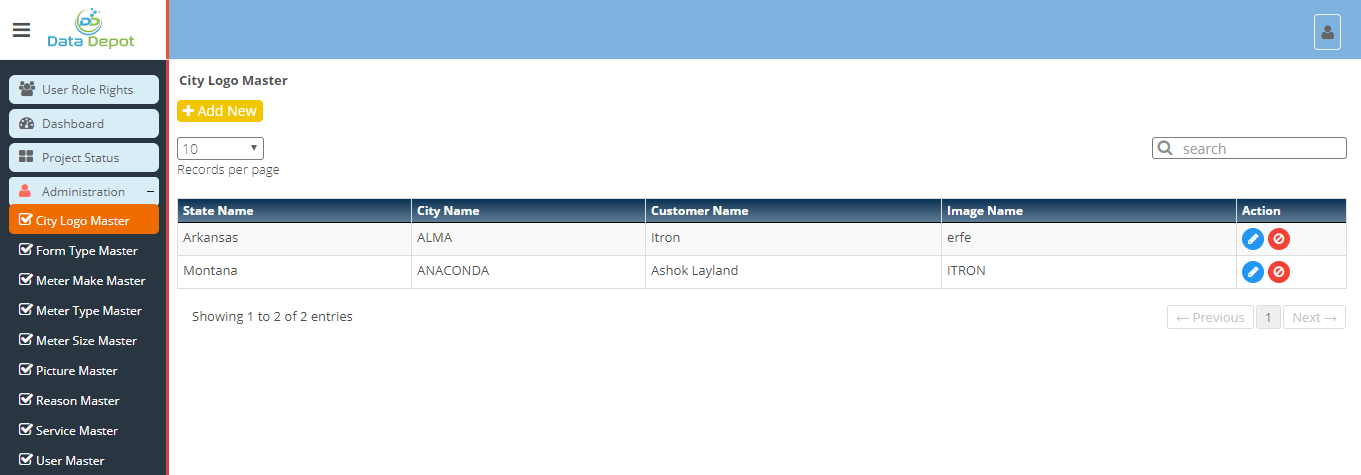 Data Depot
User Role Rights
Dashboard
Project Status
Administration
City Logo Master
Form Type Master
Meter Make Master
Meter Type Master
Meter Size Master
Picture Master
Reason Master
Service Master
User Master
City Logo Master
Add New
10
Records per page
search
State Name City Name Customer Name Image Name Action
Arkansas ALMA Itron erfe
Montana ANACONDA Ashok Layland ITRON
Showing 1 to 2 of 2 entries
← Previous 1 Next →